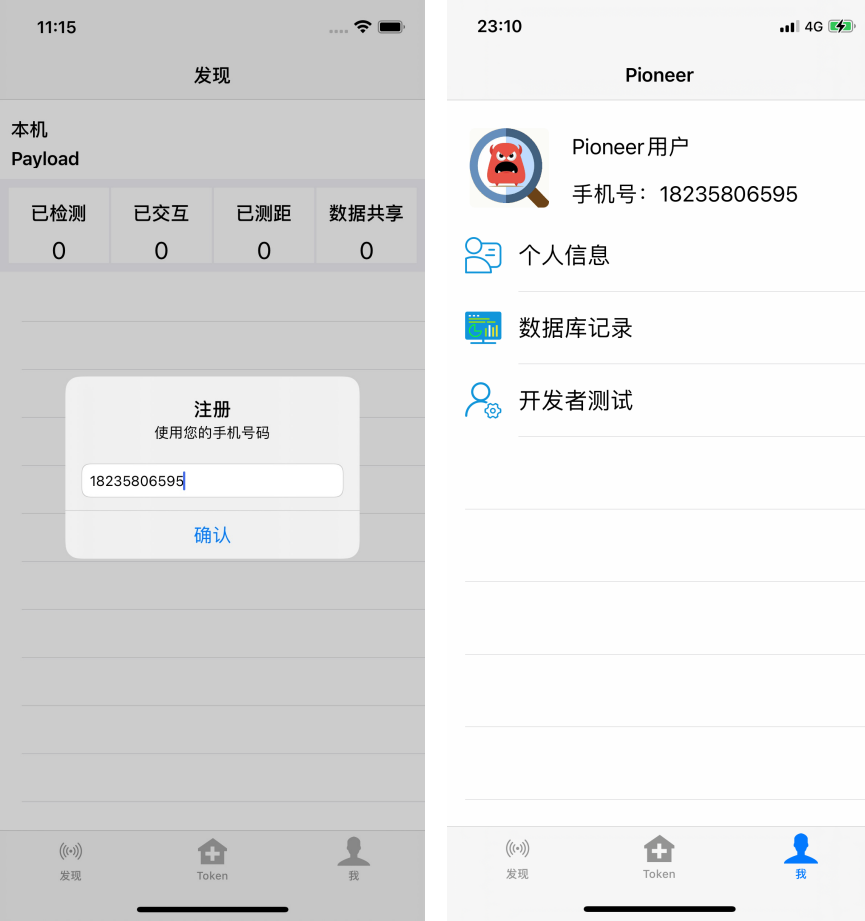 11:15
发现
本机
Payload
已检测 已交互 已测距 数据共享
0 0 0 0
注册
使用您的手机号码
18235806595
确认
发现 Token 我
23:10 4G
Pioneer
Pioneer用户
手机号：18235806595
个人信息
数据库记录
开发者测试
发现 Token 我